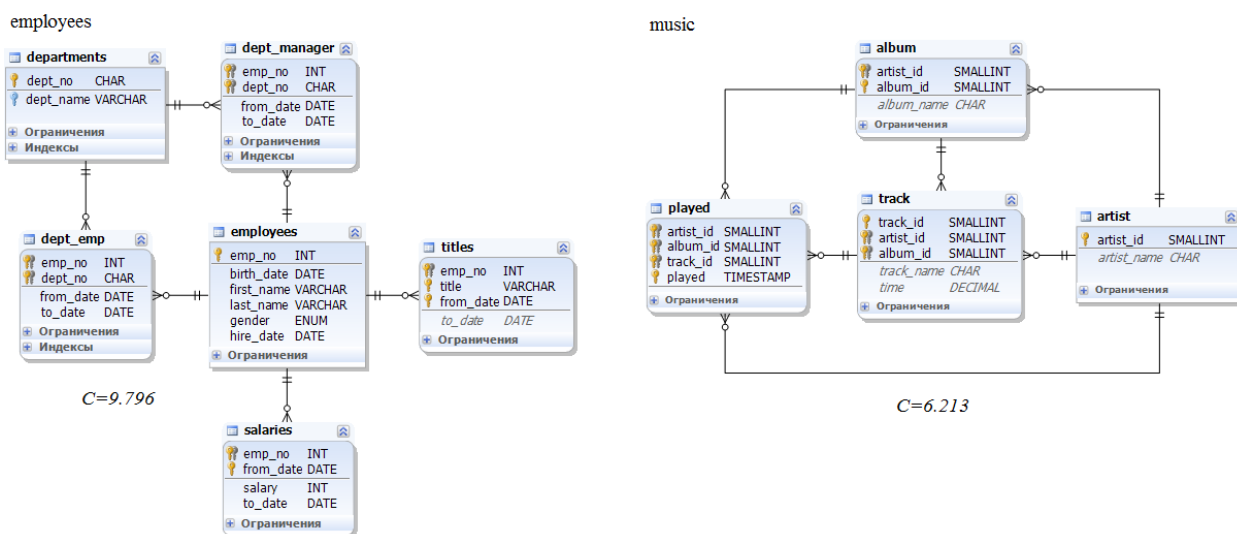 employees
departments
dept_no CHAR
dept_name VARCHAR
Ограничения
Индексы
dept_manager
emp_no INT
dept_no CHAR
from_date DATE
to_date DATE
Ограничения
Индексы
dept_emp
emp_no INT
dept_no CHAR
from_date DATE
to_date DATE
Ограничения
Индексы
employees
emp_no INT
birth_date DATE
first_name VARCHAR
last_name VARCHAR
gender ENUM
hire_date DATE
Ограничения
titles
emp_no INT
title VARCHAR
from_date DATE
to_date DATE
Ограничения
C=9.796
salaries
emp_no INT
from_date DATE
salary INT
to_date DATE
Ограничения
music
album
artist_id SMALLINT
album_id SMALLINT
album_name CHAR
Ограничения
played
artist_id SMALLINT
album_id SMALLINT
track_id SMALLINT
played TIMESTAMP
Ограничения
track
track_id SMALLINT
artist_id SMALLINT
album_id SMALLINT
track_name CHAR
time DECIMAL
Ограничения
artist
artist_id SMALLINT
artist_name CHAR
Ограничения
C=6.213